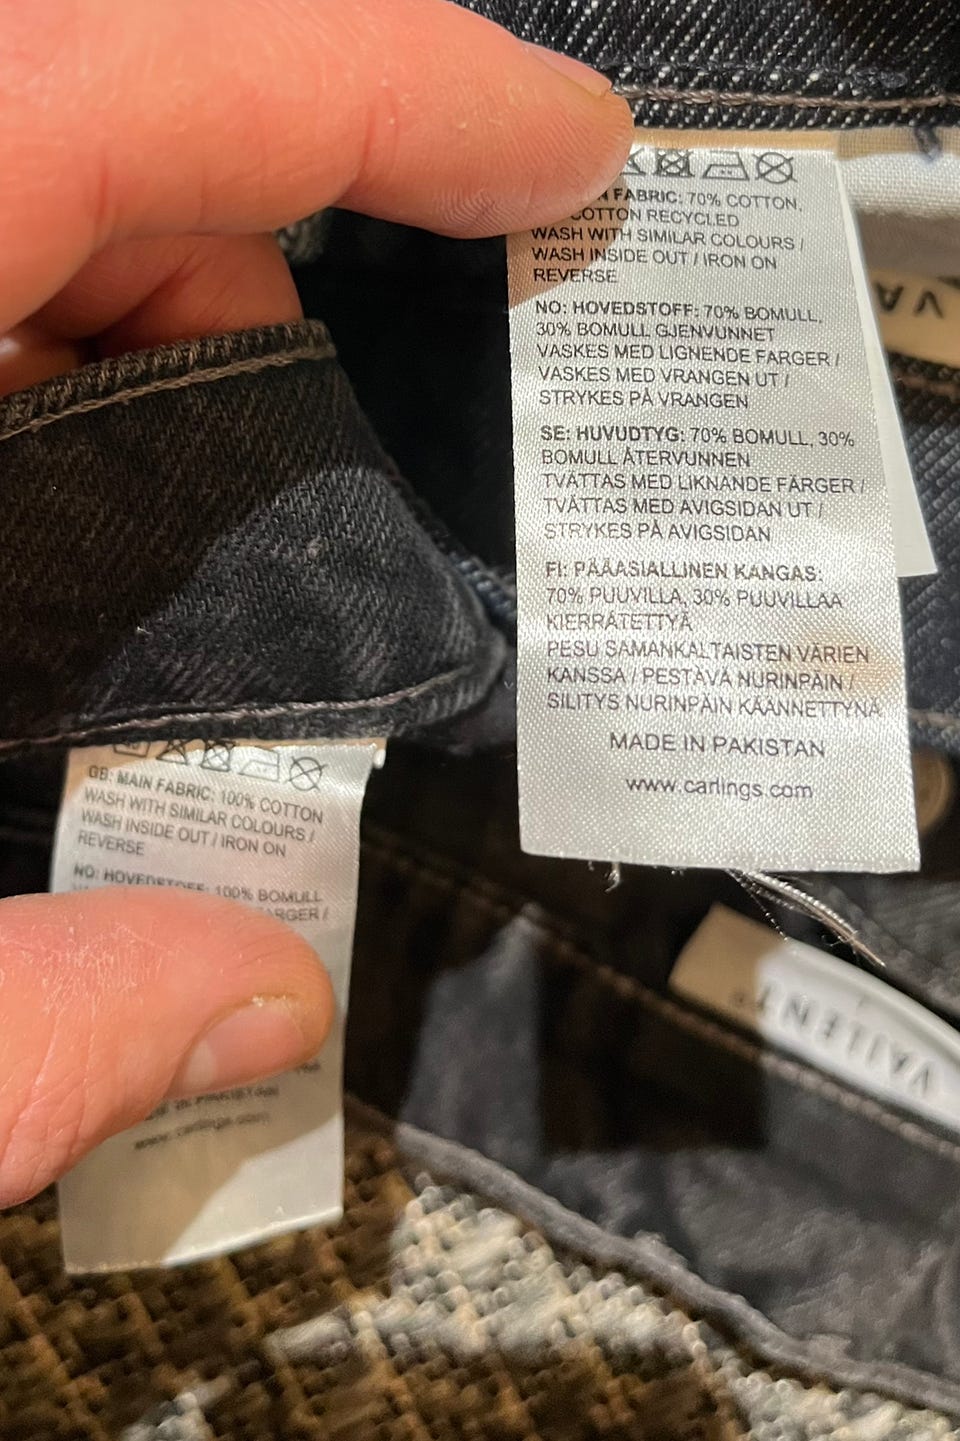 FABRIC: 70% COTTON,
COTTON RECYCLED
WASH WITH SIMILAR COLOURS /
WASH INSIDE OUT / IRON ON
REVERSE
NO: HOVEDSTOFF: 70% BOMULL,
30% BOMULL GJENVUNNET
VASKES MED LIGNENDE FARGER /
VASKES MED VRANGEN UT /
STRYKES PÅ VRANGEN
SE: HUVUDTYG: 70% BOMULL, 30%
BOMULL ÅTERVUNNEN
TVÄTTAS MED LIKNANDE FÄRGER /
TVÄTTAS MED AVIGSIDAN UT /
STRYKES PÅ AVIGSIDAN
FI: PÄÄASIALLINEN KANGAS:
70% PUUVILLA, 30% PUUVILLAA
KIERRÄTETTYÄ
PESU SAMANKALTAISTEN VÄRIEN
KANSSA / PESTÄVÄ NURINPÄIN /
SILITYS NURINPÄIN KÄÄNNETTYNÄ
MADE IN PAKISTAN
www.carlings.com
GB: MAIN FABRIC: 100% COTTON
WASH WITH SIMILAR COLOURS /
WASH INSIDE OUT / IRON ON
REVERSE
NO: HOVEDSTOFF: 100% BOMULL
IN PAKISTAN
www.carlings.com
VAILENT